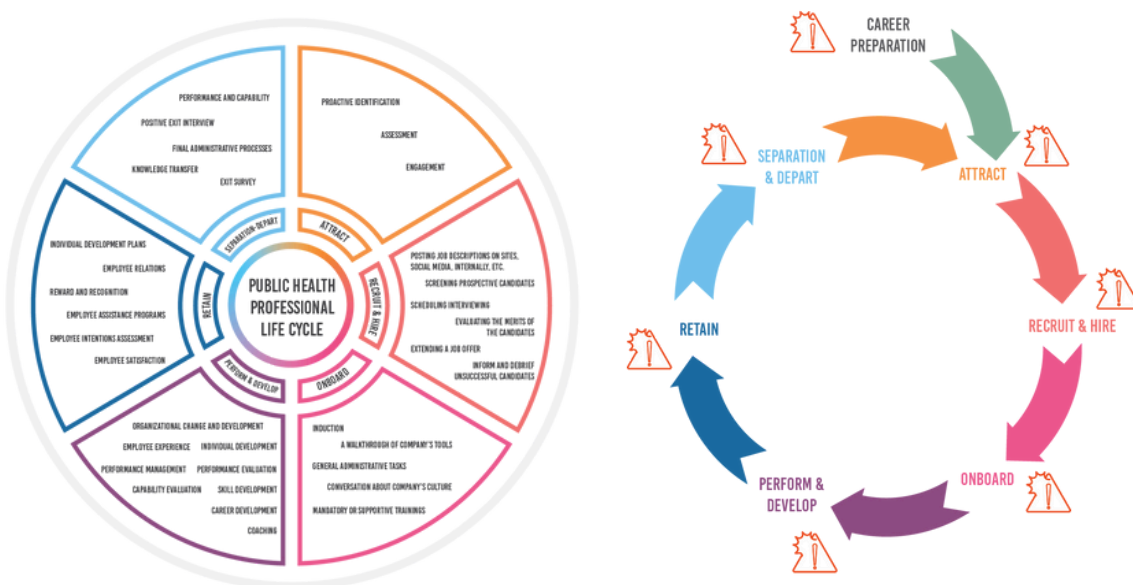 PERFORMANCE AND CAPABILITY
POSITIVE EXIT INTERVIEW
FINAL ADMINISTRATIVE PROCESSES
KNOWLEDGE TRANSFER
EXIT SURVEY
SEPARATION-DEPART
PROACTIVE IDENTIFICATION
ASSESSMENT
ENGAGEMENT
ATTRACT
INDIVIDUAL DEVELOPMENT PLANS
EMPLOYEE RELATIONS
REWARD AND RECOGNITION
EMPLOYEE ASSISTANCE PROGRAMS
EMPLOYEE INTENTIONS ASSESSMENT
EMPLOYEE SATISFACTION
RETAIN
PUBLIC HEALTH
PROFESSIONAL
LIFE CYCLE
RECRUIT & HIRE
POSTING JOB DESCRIPTIONS ON SITES,
SOCIAL MEDIA, INTERNALLY, ETC.
SCREENING PROSPECTIVE CANDIDATES
SCHEDULING INTERVIEWING
EVALUATING THE MERITS OF
THE CANDIDATES
EXTENDING A JOB OFFER
INFORM AND DEBRIEF
UNSUCCESSFUL CANDIDATES
PERFORM & DEVELOP
ORGANIZATIONAL CHANGE AND DEVELOPMENT
EMPLOYEE EXPERIENCE INDIVIDUAL DEVELOPMENT
PERFORMANCE MANAGEMENT PERFORMANCE EVALUATION
CAPABILITY EVALUATION SKILL DEVELOPMENT
CAREER DEVELOPMENT
COACHING
ONBOARD
INDUCTION
A WALKTHROUGH OF COMPANY'S TOOLS
GENERAL ADMINISTRATIVE TASKS
CONVERSATION ABOUT COMPANY'S CULTURE
MANDATORY OR SUPPORTIVE TRAININGS
CAREER
PREPARATION
SEPARATION
& DEPART
ATTRACT
RETAIN
RECRUIT & HIRE
PERFORM &
DEVELOP
ONBOARD